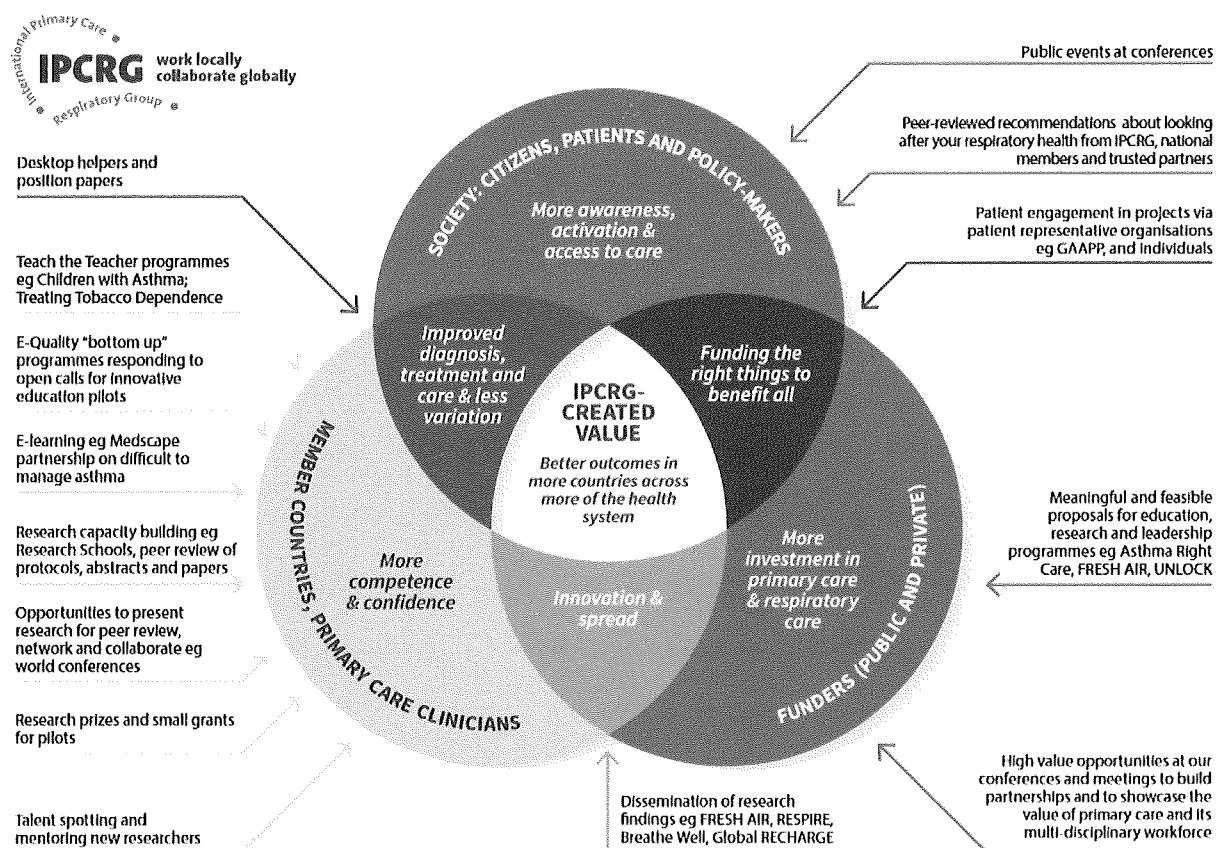 International Primary Care
IPCRG
Respiratory Group
work locally
collaborate globally
Desktop helpers and
position papers
Teach the Teacher programmes
eg Children with Asthma;
Treating Tobacco Dependence
E-Quality "bottom up"
programmes responding to
open calls for innovative
education pilots
E-learning eg Medscape
partnership on difficult to
manage asthma
Research capacity building eg
Research Schools, peer review of
protocols, abstracts and papers
Opportunities to present
research for peer review,
network and collaborate eg
world conferences
Research prizes and small grants
for pilots
Talent spotting and
mentoring new researchers
SOCIETY: CITIZENS, PATIENTS AND POLICY-MAKERS
More awareness,
activation &
access to care
Improved
diagnosis,
treatment and
care & less
variation
Funding the
right things to
benefit all
IPCRG-
CREATED
VALUE
Better outcomes in
more countries across
more of the health
system
MEMBER COUNTRIES, PRIMARY CARE CLINICIANS
More
competence
& confidence
Innovation &
spread
More
investment in
primary care
& respiratory
care
FUNDERS (PUBLIC AND PRIVATE)
Dissemination of research
findings eg FRESH AIR, RESPIRE,
Breathe Well, Global RECHARGE
Public events at conferences
Peer-reviewed recommendations about looking
after your respiratory health from IPCRG, national
members and trusted partners
Patient engagement in projects via
patient representative organisations
eg GAAPP, and individuals
Meaningful and feasible
proposals for education,
research and leadership
programmes eg Asthma Right
Care, FRESH AIR, UNLOCK
High value opportunities at our
conferences and meetings to build
partnerships and to showcase the
value of primary care and its
multi-disciplinary workforce